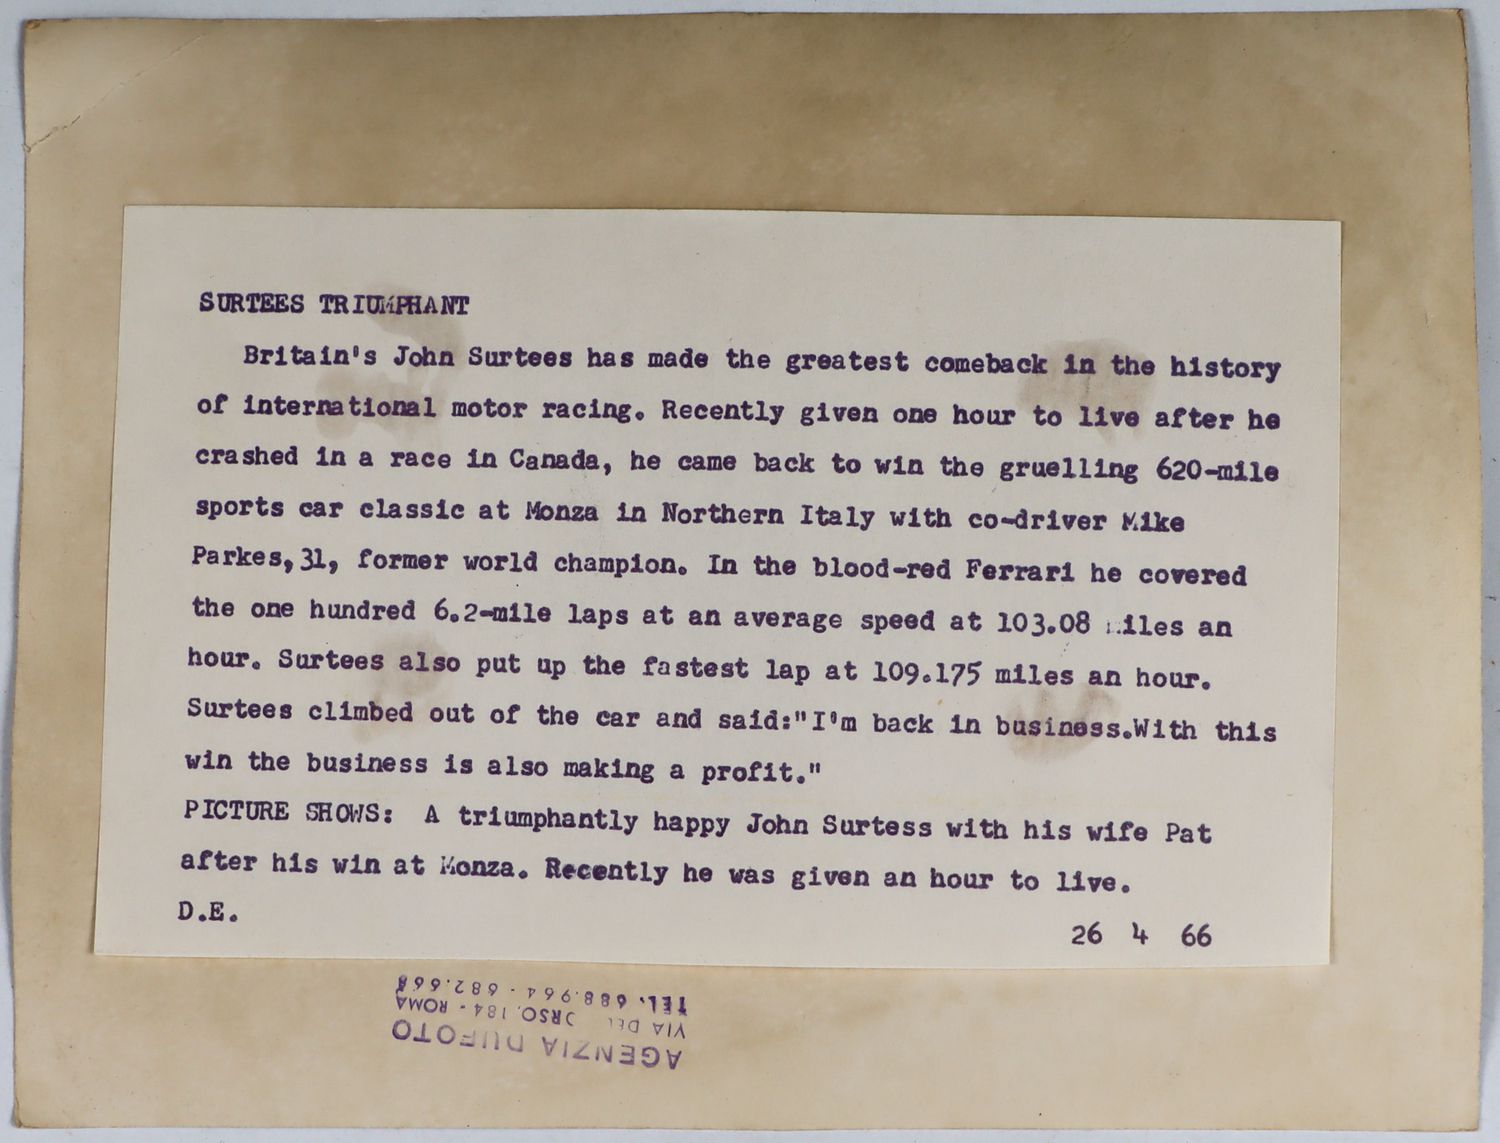 SURTEES TRIUMPHANT
Britain's John Surtees has made the greatest comeback in the history
of international motor racing. Recently given one hour to live after he
crashed in a race in Canada, he came back to win the gruelling 620-mile
sports car classic at Monza in Northern Italy with co-driver Mike
Parkes, 31, former world champion. In the blood-red Ferrari he covered
the one hundred 6.2-mile laps at an average speed at 103.08 miles an
hour. Surtees also put up the fastest lap at 109.175 miles an hour.
Surtees climbed out of the car and said:"I'm back in business.With this
win the business is also making a profit."
PICTURE SHOWS: A triumphantly happy John Surtess with his wife Pat
after his win at Monza. Recently he was given an hour to live.
D.E.
26 4 66
AGENZIA DUFOTO
VIA DEL CORSO, 184 - ROMA
TEL. 688.964 - 682.668